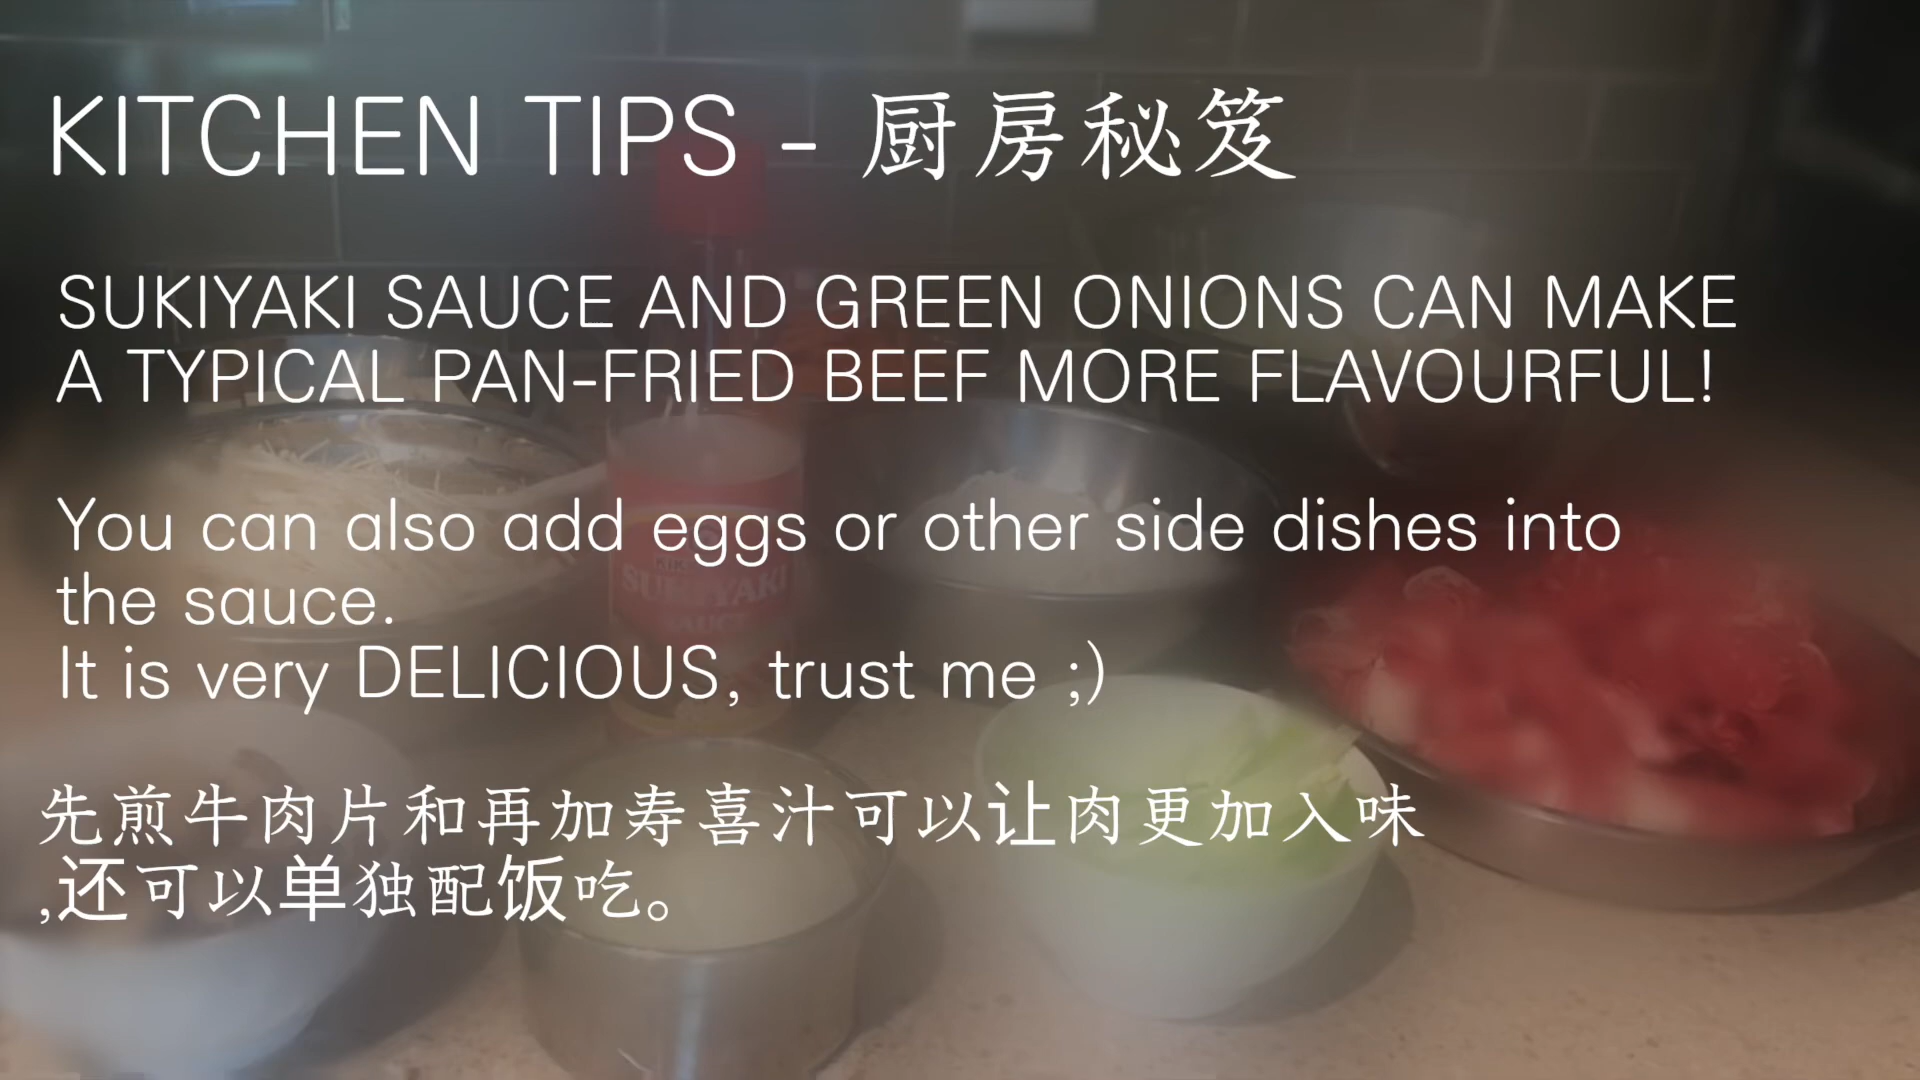 KITCHEN TIPS - 厨房秘笈
SUKIYAKI SAUCE AND GREEN ONIONS CAN MAKE
A TYPICAL PAN-FRIED BEEF MORE FLAVOURFUL!
You can also add eggs or other side dishes into
the sauce.
It is very DELICIOUS, trust me ;)
SUKIYAKI
SAUCE
先煎牛肉片和再加寿喜汁可以让肉更加入味
,还可以单独配饭吃。